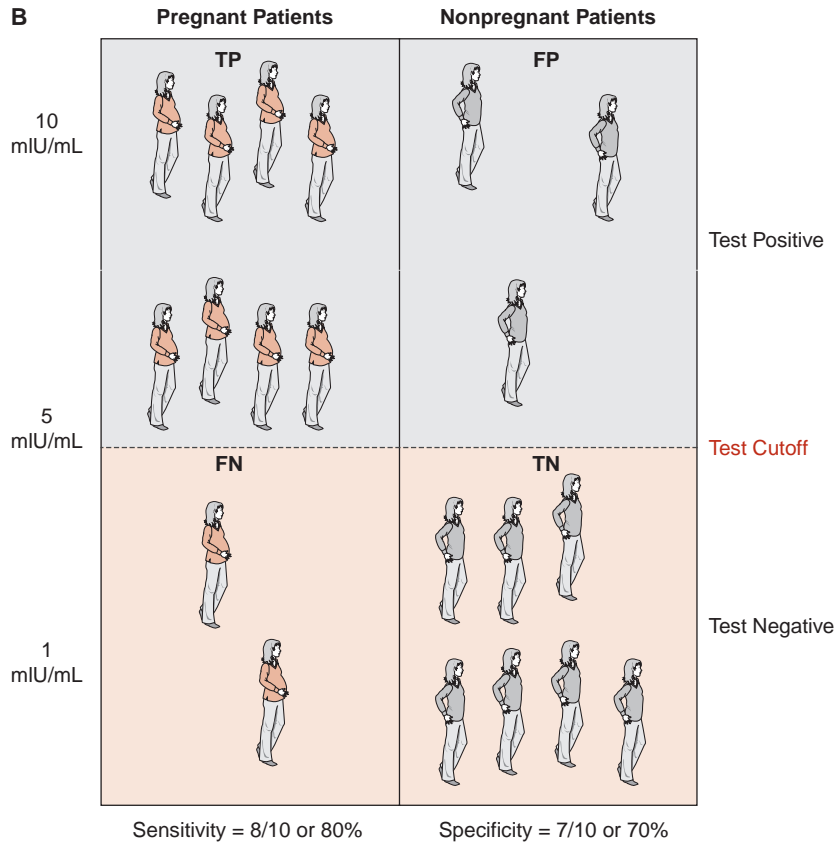 B
Pregnant Patients
Nonpregnant Patients
TP
FP
10
mIU/mL
Test Positive
5
mIU/mL
Test Cutoff
FN
TN
Test Negative
1
mIU/mL
Sensitivity = 8/10 or 80%
Specificity = 7/10 or 70%